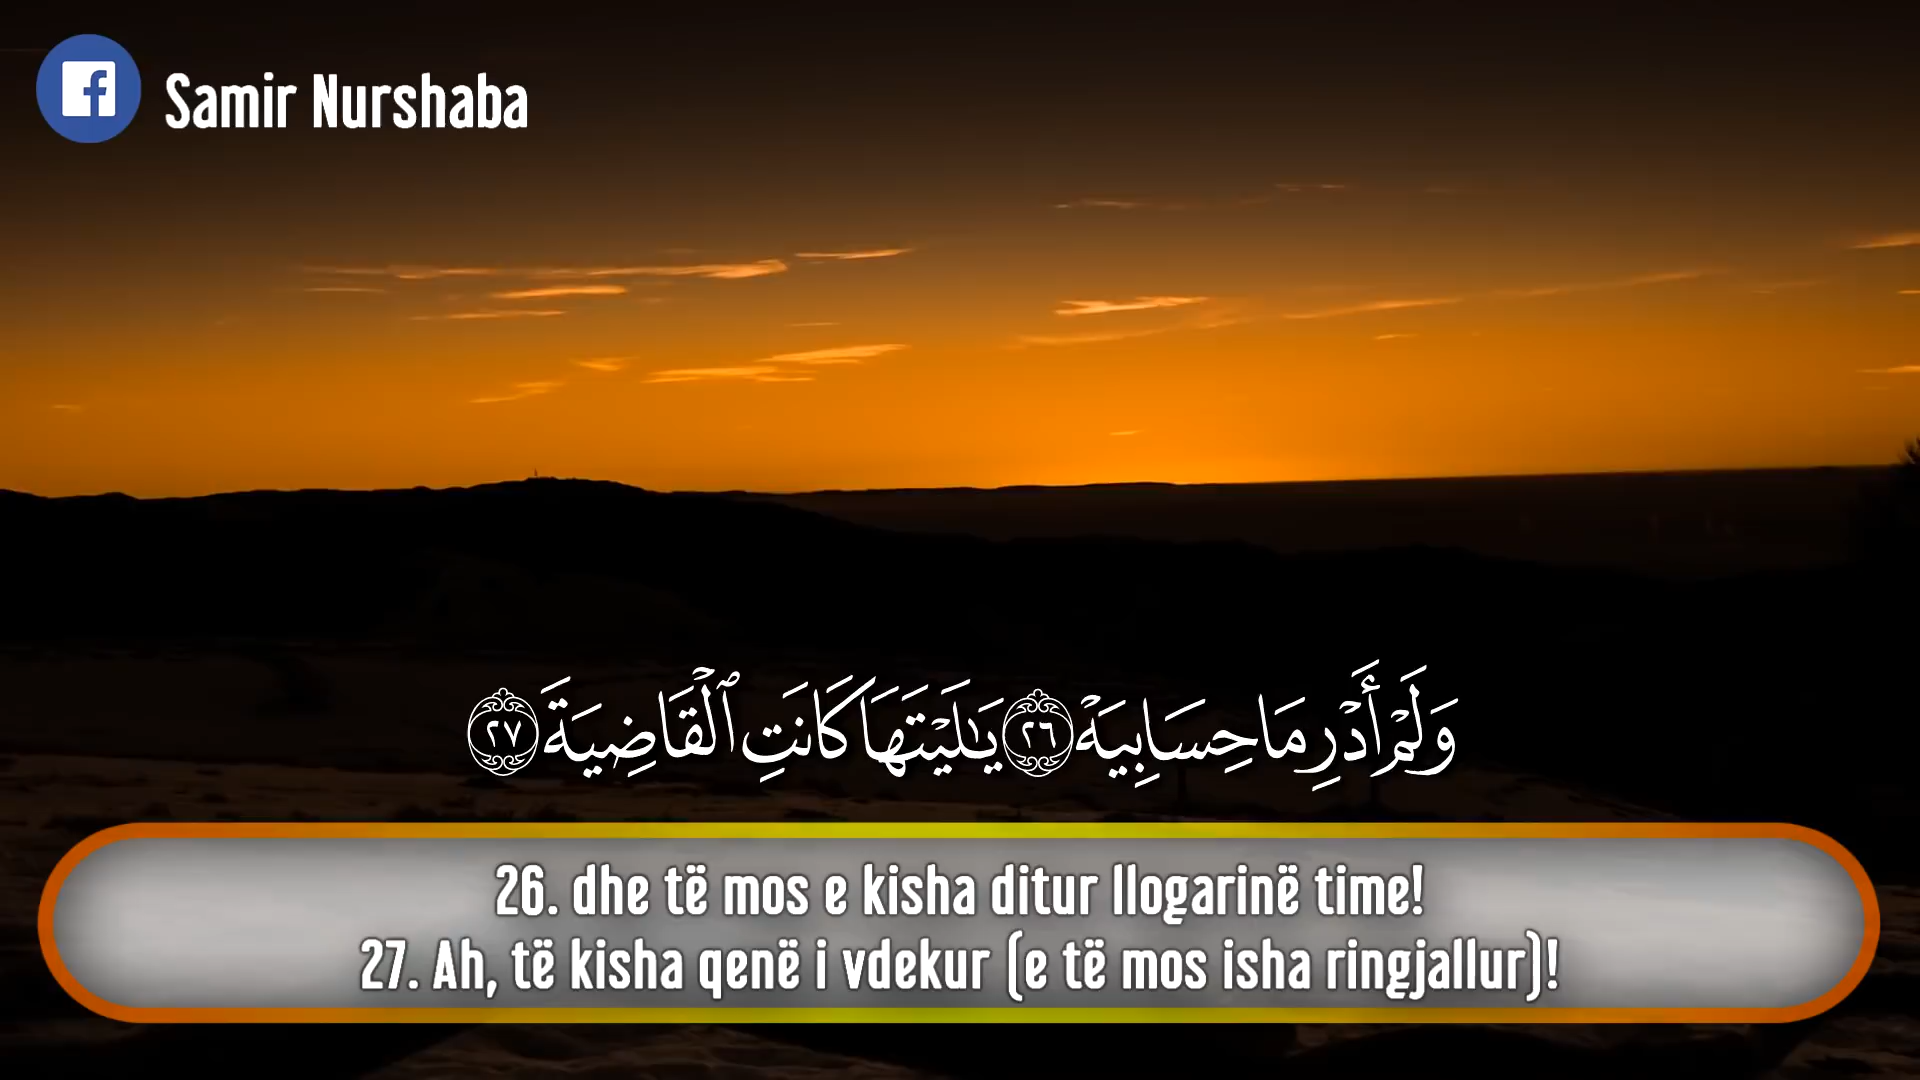 Samir Nurshaba
وَلَمْ أَدْرِ مَا حِسَابِيَهْ ٢٦ يَٰلَيْتَهَا كَانَتِ ٱلْقَاضِيَةَ ٢٧
26. dhe të mos e kisha ditur llogarinë time!
27. Ah, të kisha qenë i vdekur (e të mos isha ringjallur)!